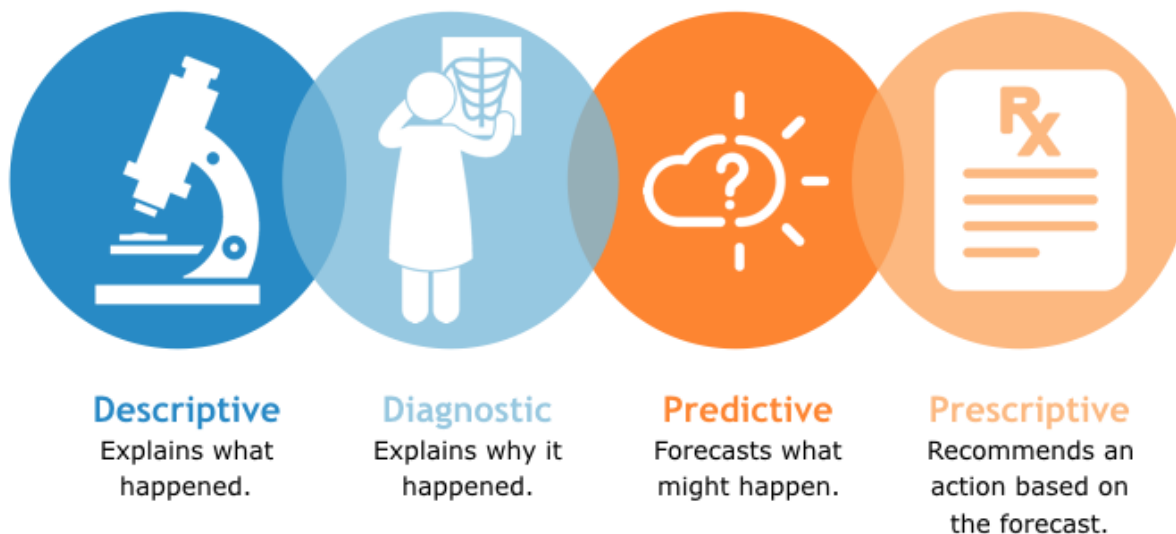 ?
Rx
Descriptive
Explains what
happened.
Diagnostic
Explains why it
happened.
Predictive
Forecasts what
might happen.
Prescriptive
Recommends an
action based on
the forecast.